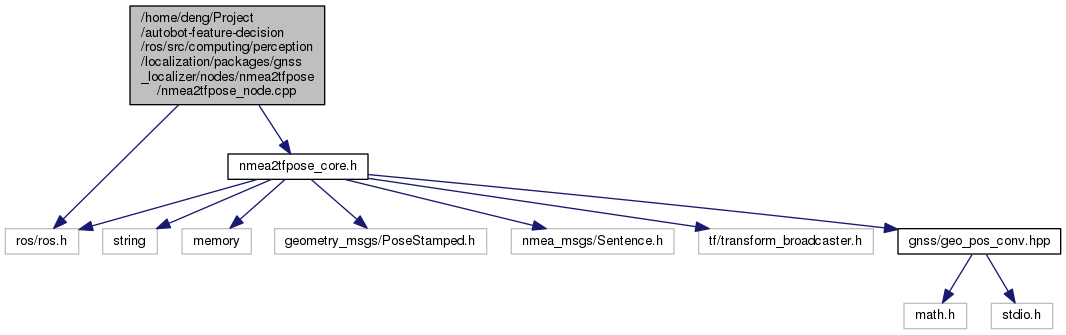 /home/deng/Project
/autobot-feature-decision
/ros/src/computing/perception
/localization/packages/gnss
_localizer/nodes/nmea2tfpose
/nmea2tfpose_node.cpp
nmea2tfpose_core.h
ros/ros.h
string
memory
geometry_msgs/PoseStamped.h
nmea_msgs/Sentence.h
tf/transform_broadcaster.h
gnss/geo_pos_conv.hpp
math.h
stdio.h